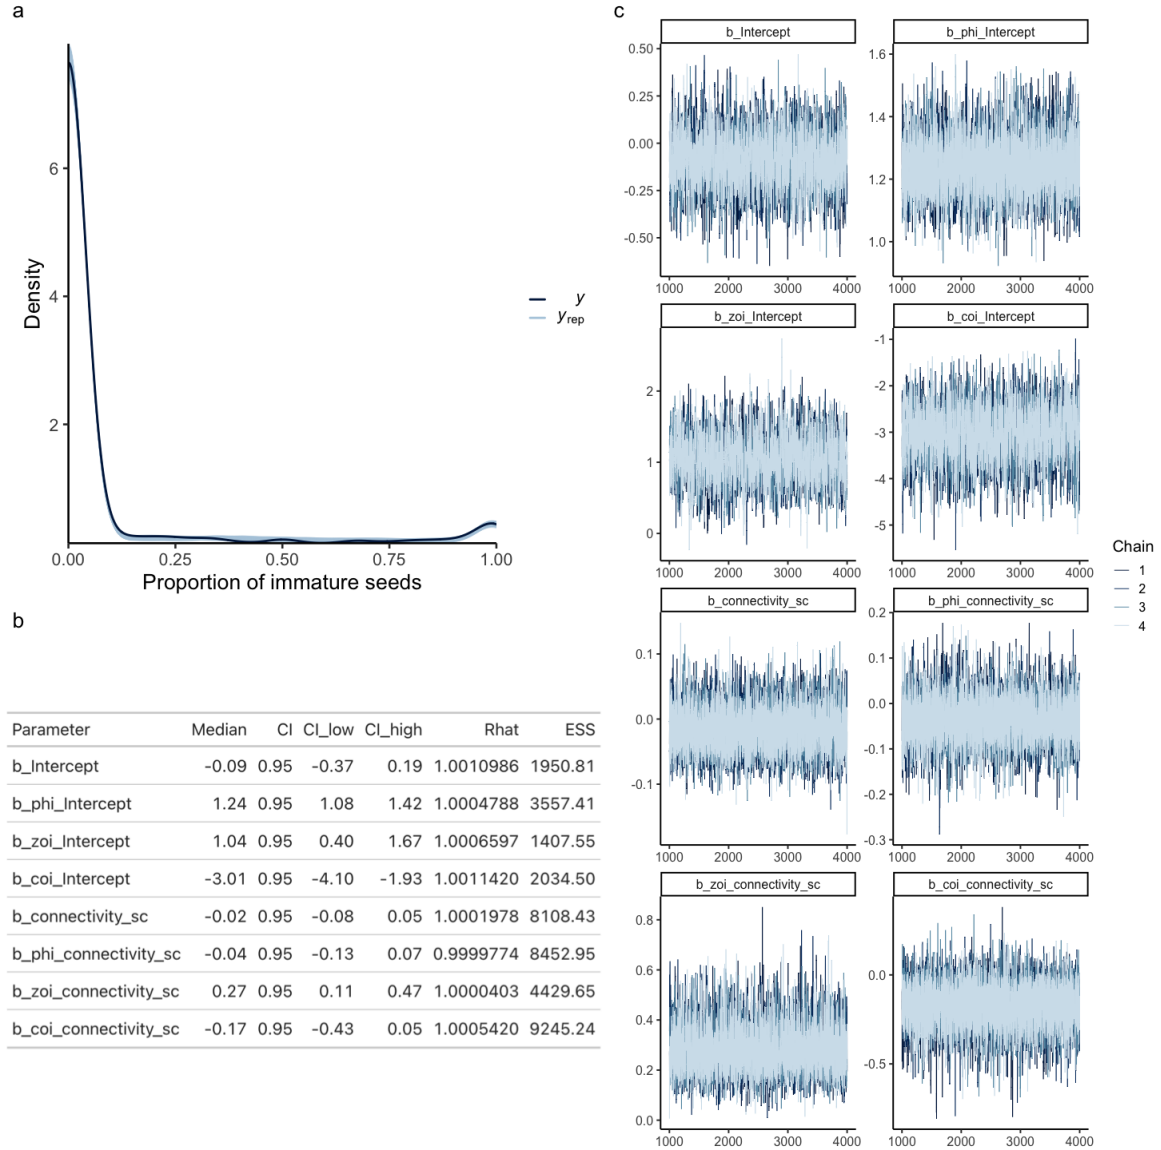 a
Density
6
4
2
0.00 0.25 0.50 0.75 1.00
Proportion of immature seeds
y
yrep
b
Parameter Median CI CI_low CI_high Rhat ESS
b_Intercept -0.09 0.95 -0.37 0.19 1.0010986 1950.81
b_phi_Intercept 1.24 0.95 1.08 1.42 1.0004788 3557.41
b_zoi_Intercept 1.04 0.95 0.40 1.67 1.0006597 1407.55
b_coi_Intercept -3.01 0.95 -4.10 -1.93 1.0011420 2034.50
b_connectivity_sc -0.02 0.95 -0.08 0.05 1.0001978 8108.43
b_phi_connectivity_sc -0.04 0.95 -0.13 0.07 0.9999774 8452.95
b_zoi_connectivity_sc 0.27 0.95 0.11 0.47 1.0000403 4429.65
b_coi_connectivity_sc -0.17 0.95 -0.43 0.05 1.0005420 9245.24
c
b_Intercept
0.50
0.25
0.00
-0.25
-0.50
1000 2000 3000 4000
b_phi_Intercept
1.6
1.4
1.2
1.0
1000 2000 3000 4000
b_zoi_Intercept
2
1
0
1000 2000 3000 4000
b_coi_Intercept
-1
-2
-3
-4
-5
1000 2000 3000 4000
b_connectivity_sc
0.1
0.0
-0.1
1000 2000 3000 4000
b_phi_connectivity_sc
0.2
0.1
0.0
-0.1
-0.2
-0.3
1000 2000 3000 4000
b_zoi_connectivity_sc
0.8
0.6
0.4
0.2
0.0
1000 2000 3000 4000
b_coi_connectivity_sc
0.0
-0.5
1000 2000 3000 4000
Chain
1
2
3
4